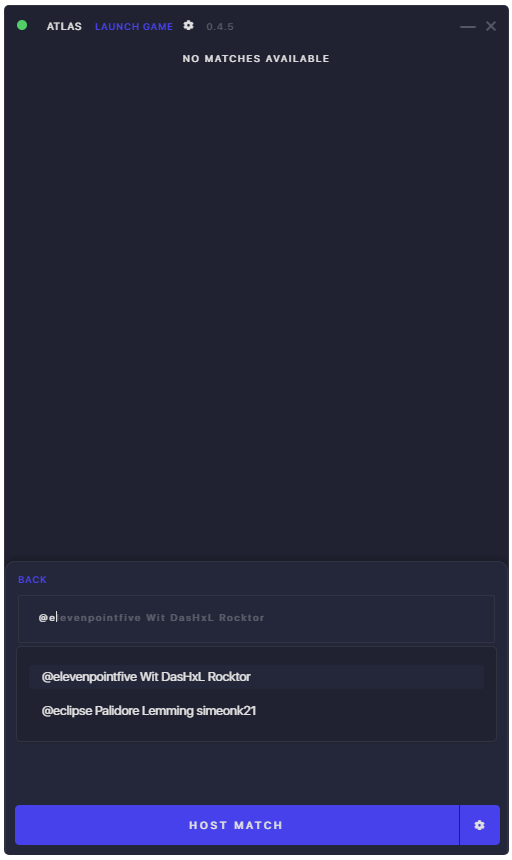 ATLAS LAUNCH GAME 0.4.5
NO MATCHES AVAILABLE
BACK
@elevenpointfive Wit DasHxL Rocktor
@elevenpointfive Wit DasHxL Rocktor
@eclipse Palidore Lemming simeonk21
HOST MATCH